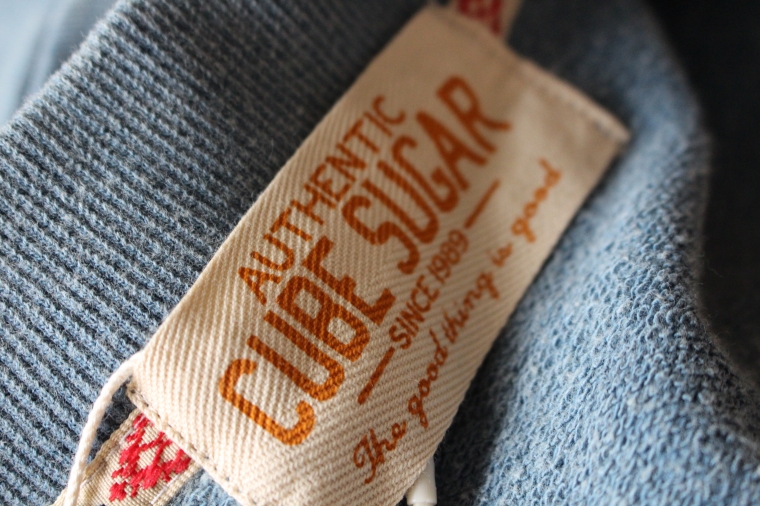 AUTHENTIC
CUBE SUGAR
SINCE 1989
The good thing is good